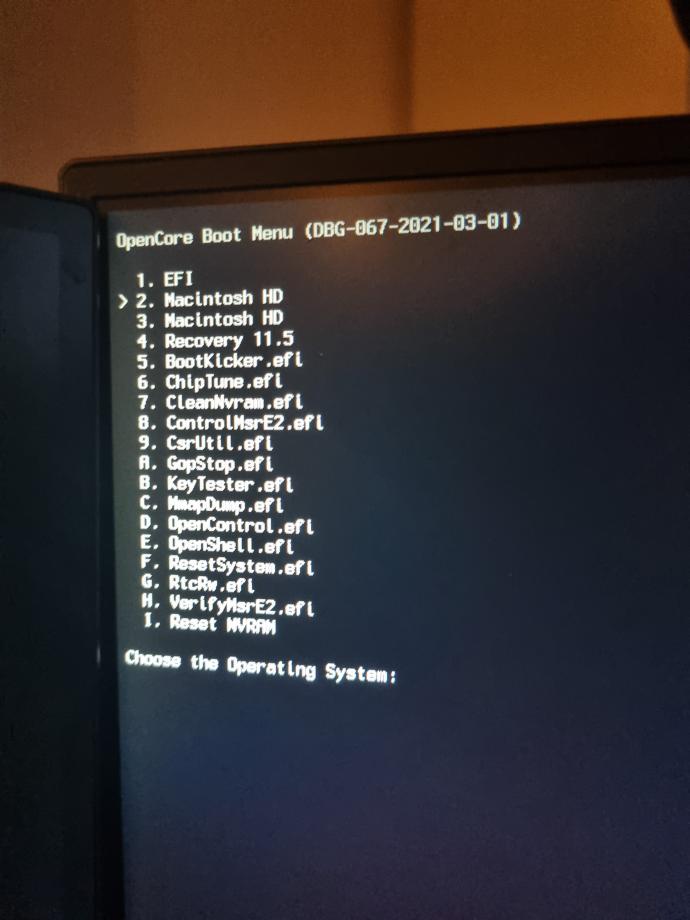 OpenCore Boot Menu (DBG-067-2021-03-01)
1. EFI
> 2. Macintosh HD
3. Macintosh HD
4. Recovery 11.5
5. BootKicker.efi
6. ChipTune.efi
7. CleanNvram.efi
8. ControlMsrE2.efi
9. CsrUtil.efi
A. GopStop.efi
B. KeyTester.efi
C. MmapDump.efi
D. OpenControl.efi
E. OpenShell.efi
F. ResetSystem.efi
G. RtcRw.efi
H. VerifyMsrE2.efi
I. Reset NVRAM
Choose the Operating System: